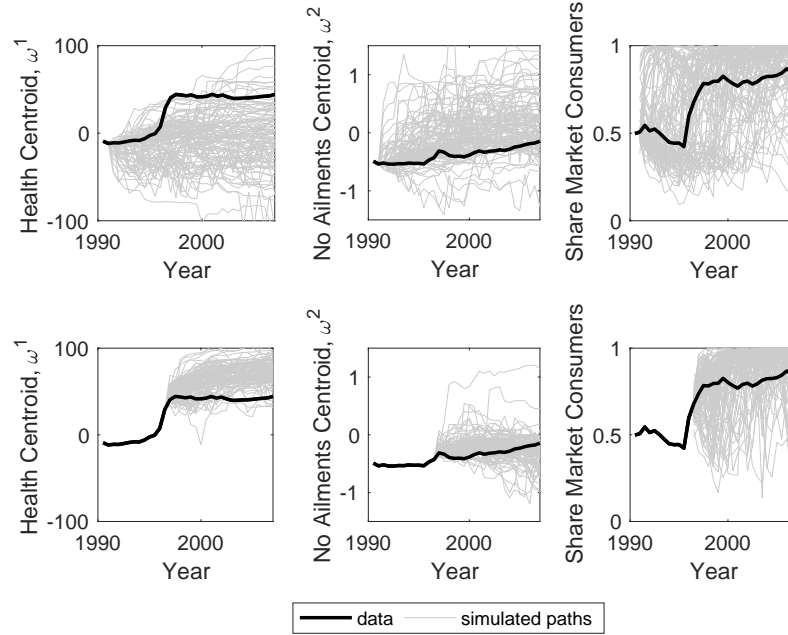 Health Centroid, ω¹
100
0
-100
1990
2000
Year
No Ailments Centroid, ω²
1
0
-1
1990
2000
Year
Share Market Consumers
1
0.5
0
1990
2000
Year
Health Centroid, ω¹
100
0
-100
1990
2000
Year
No Ailments Centroid, ω²
1
0
-1
1990
2000
Year
Share Market Consumers
1
0.5
0
1990
2000
Year
data
simulated paths